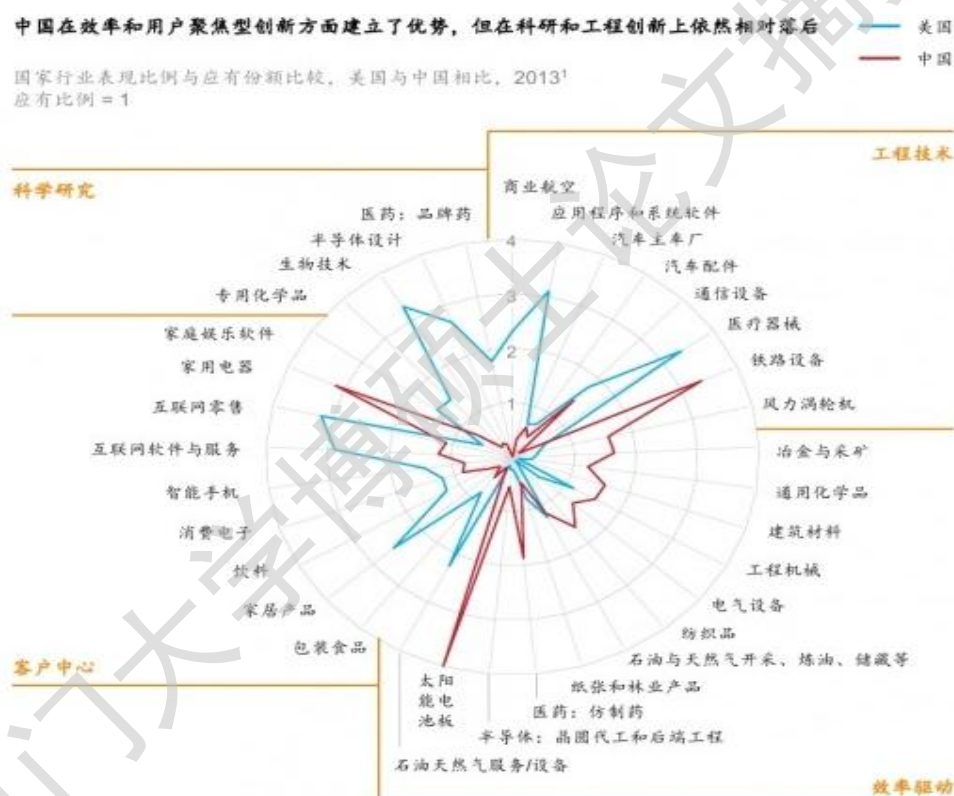 中国在效率和用户聚焦型创新方面建立了优势，但在科研和工程创新上依然相对落后
美国
中国
国家行业表现比例与应有份额比较，美国与中国相比，2013¹
应有比例 = 1
工程技术
科学研究
商业航空
医药：品牌药
应用程序和系统软件
半导体设计
汽车主车厂
生物技术
汽车配件
专用化学品
通信设备
医疗器械
家庭娱乐软件
铁路设备
家用电器
风力涡轮机
互联网零售
互联网软件与服务
冶金与采矿
智能手机
通用化学品
消费电子
建筑材料
饮料
工程机械
家居产品
电气设备
包装食品
纺织品
石油与天然气开采、炼油、储藏等
客户中心
太阳
能电
池板
纸张和林业产品
医药：仿制药
半导体：晶圆代工和后端工程
石油天然气服务/设备
效率驱动
4
3
2
1
门大学博硕士论文摘